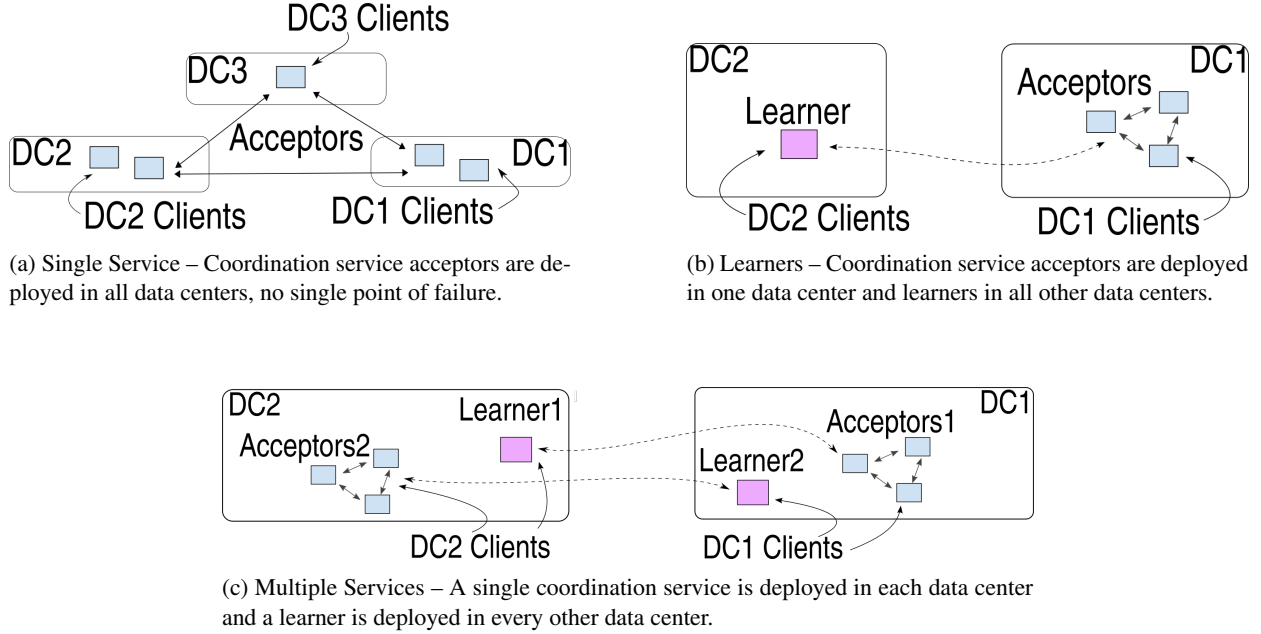 DC3 Clients
DC3
Acceptors
DC2
DC1
DC2 Clients
DC1 Clients
(a) Single Service – Coordination service acceptors are de-
ployed in all data centers, no single point of failure.
DC2
DC1
Learner
Acceptors
DC2 Clients
DC1 Clients
(b) Learners – Coordination service acceptors are deployed
in one data center and learners in all other data centers.
DC2
Learner1
Acceptors2
DC1
Acceptors1
Learner2
DC2 Clients
DC1 Clients
(c) Multiple Services – A single coordination service is deployed in each data center
and a learner is deployed in every other data center.